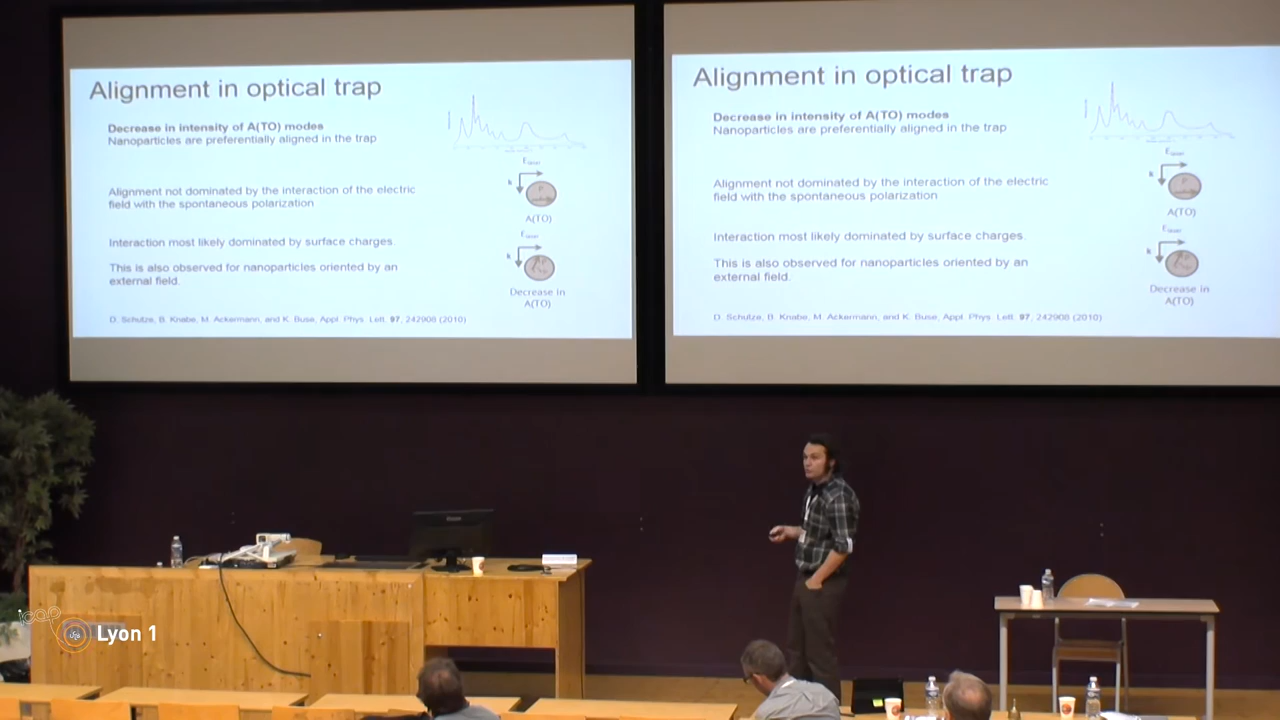 Alignment in optical trap
Decrease in intensity of A(TO) modes
Nanoparticles are preferentially aligned in the trap
Alignment not dominated by the interaction of the electric
field with the spontaneous polarization
Interaction most likely dominated by surface charges.
This is also observed for nanoparticles oriented by an
external field.
D. Schutze, B. Knabe, M. Ackermann, and K. Buse, Appl. Phys. Lett. 97, 242908 (2010)
k
P
A(TO)
k
Decrease in
A(TO)
Alignment in optical trap
Decrease in intensity of A(TO) modes
Nanoparticles are preferentially aligned in the trap
Alignment not dominated by the interaction of the electric
field with the spontaneous polarization
Interaction most likely dominated by surface charges.
This is also observed for nanoparticles oriented by an
external field.
D. Schutze, B. Knabe, M. Ackermann, and K. Buse, Appl. Phys. Lett. 97, 242908 (2010)
k
P
A(TO)
k
Decrease in
A(TO)
icap
Lyon 1